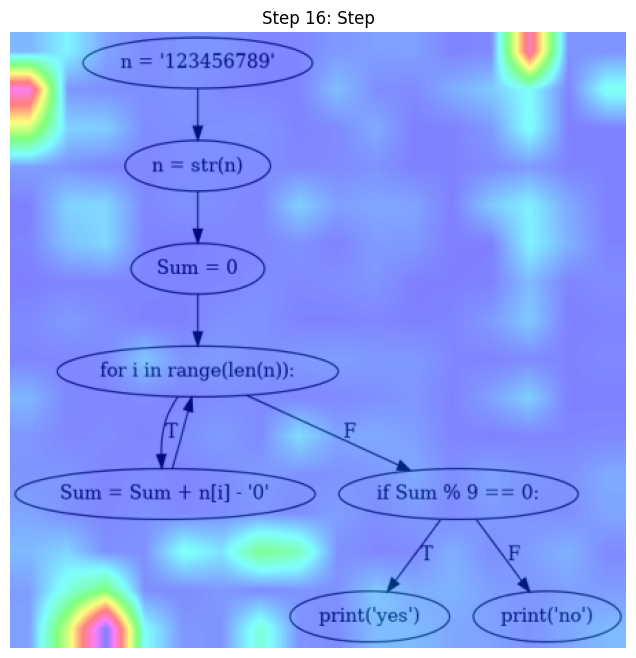 Step 16: Step
n = '123456789'
n = str(n)
Sum = 0
for i in range(len(n)):
T
F
Sum = Sum + n[i] - '0'
if Sum % 9 == 0:
T
F
print('yes')
print('no')